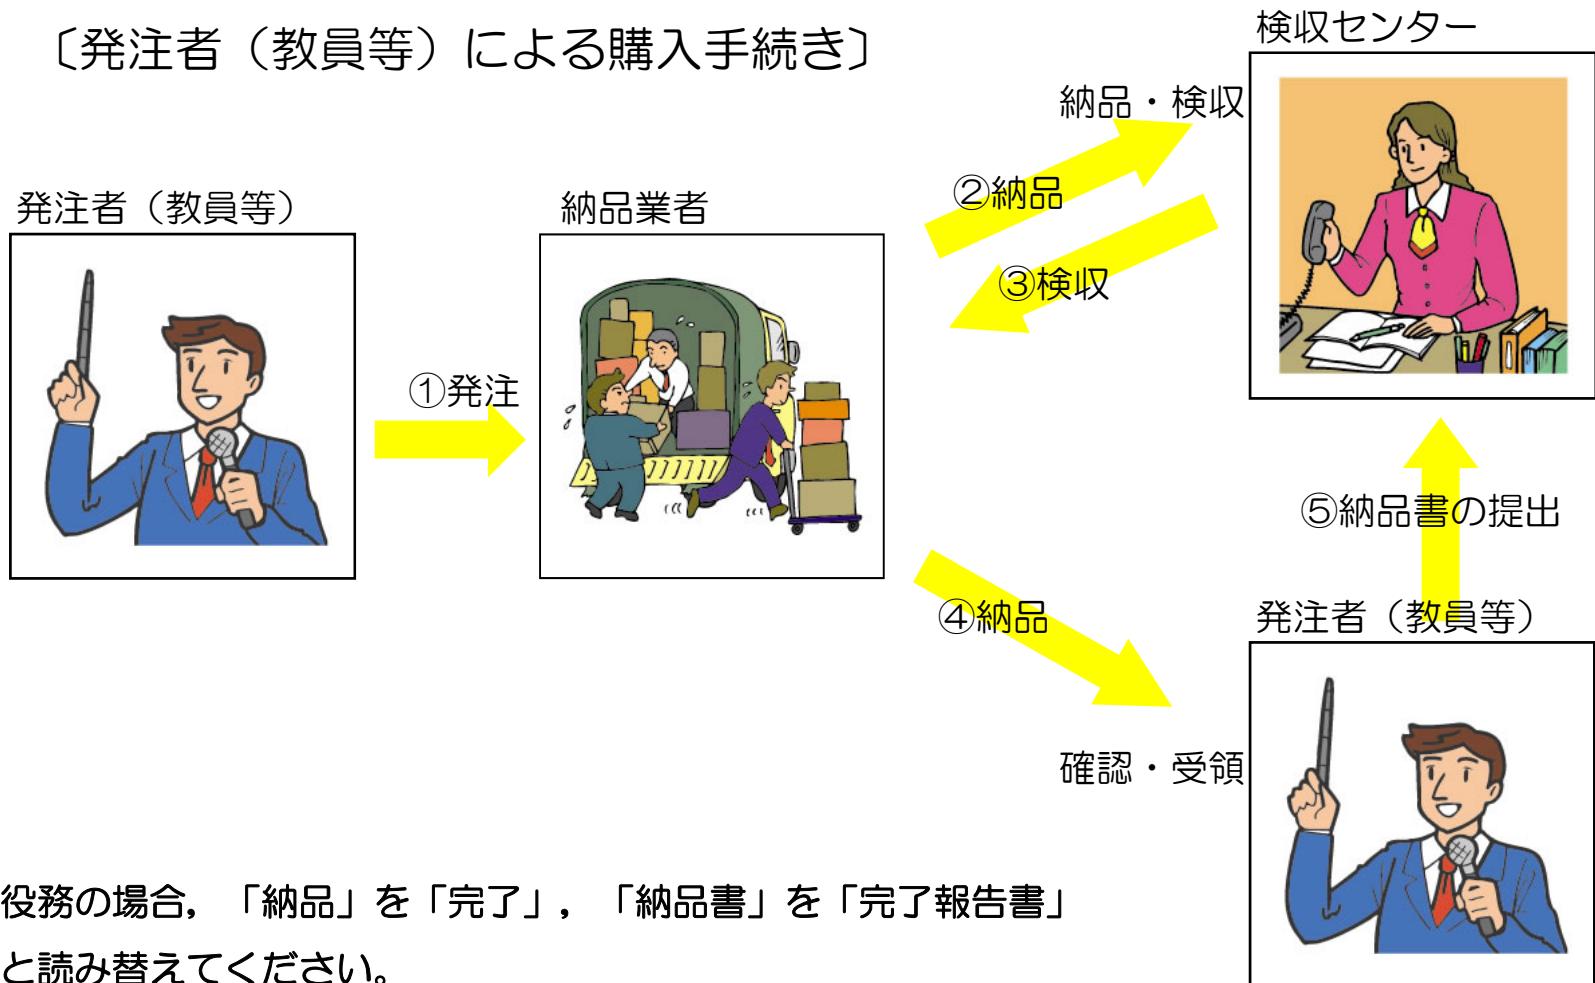 〔発注者（教員等）による購入手続き〕
検収センター
納品・検収
発注者（教員等）
納品業者
②納品
③検収
①発注
⑤納品書の提出
④納品
発注者（教員等）
確認・受領
役務の場合，「納品」を「完了」，「納品書」を「完了報告書」
と読み替えてください。